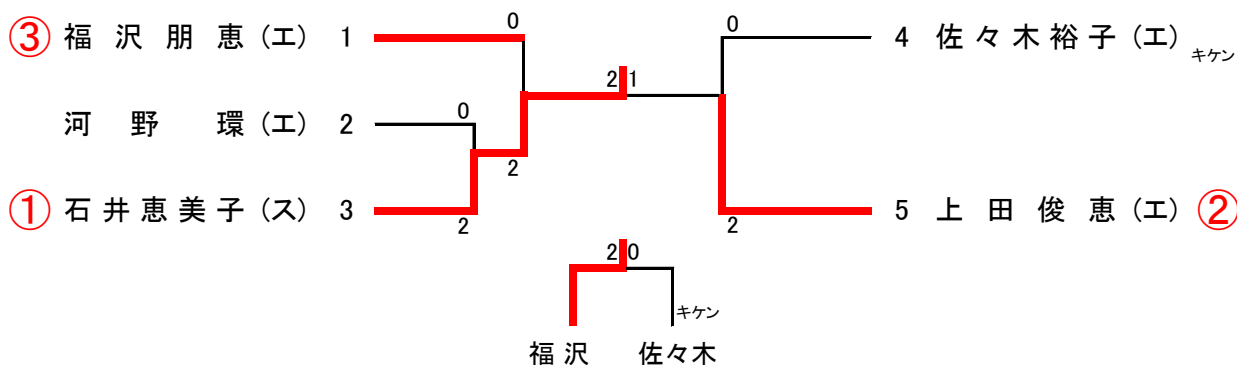 0
0
③ 福沢朋恵(エ) 1
4 佐々木裕子(エ) キケン
2 1
0
河野 環(エ) 2
2
① 石井恵美子(ス) 3
5 上田俊恵(エ) ②
2
2
2 0
キケン
福沢 佐々木